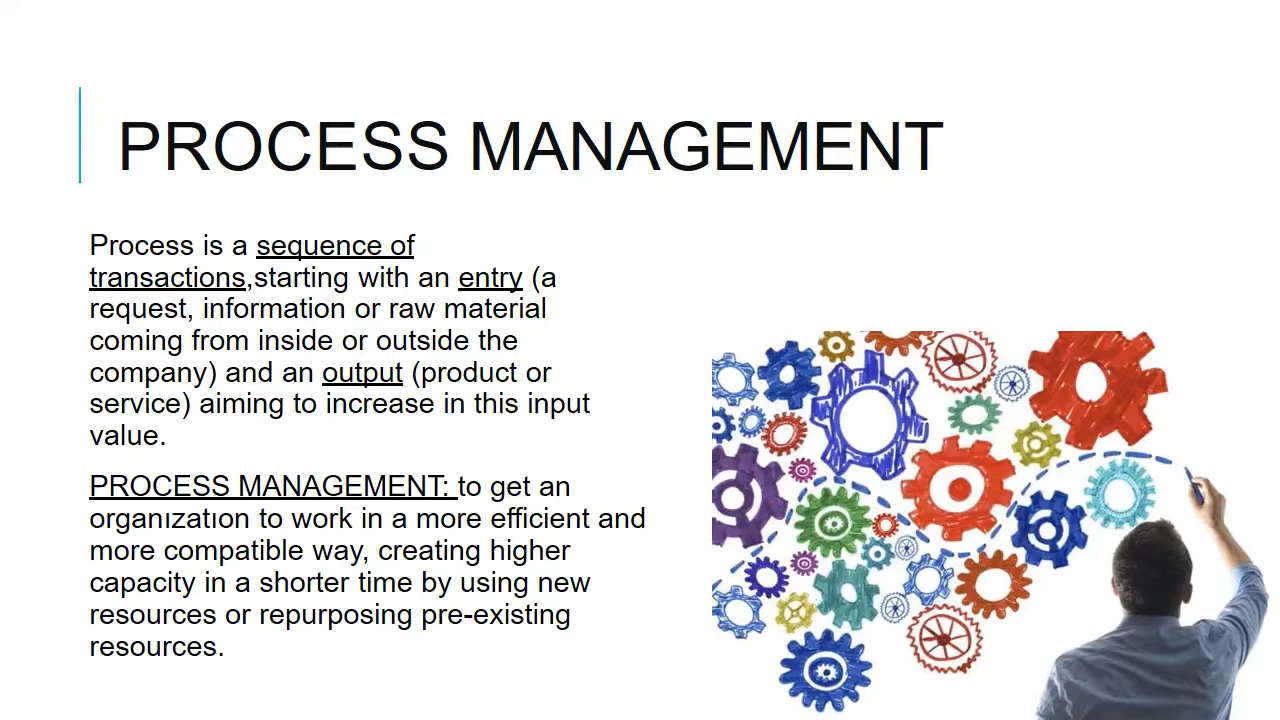 PROCESS MANAGEMENT
Process is a sequence of
transactions,starting with an entry (a
request, information or raw material
coming from inside or outside the
company) and an output (product or
service) aiming to increase in this input
value.
PROCESS MANAGEMENT: to get an
organızatıon to work in a more efficient and
more compatible way, creating higher
capacity in a shorter time by using new
resources or repurposing pre-existing
resources.